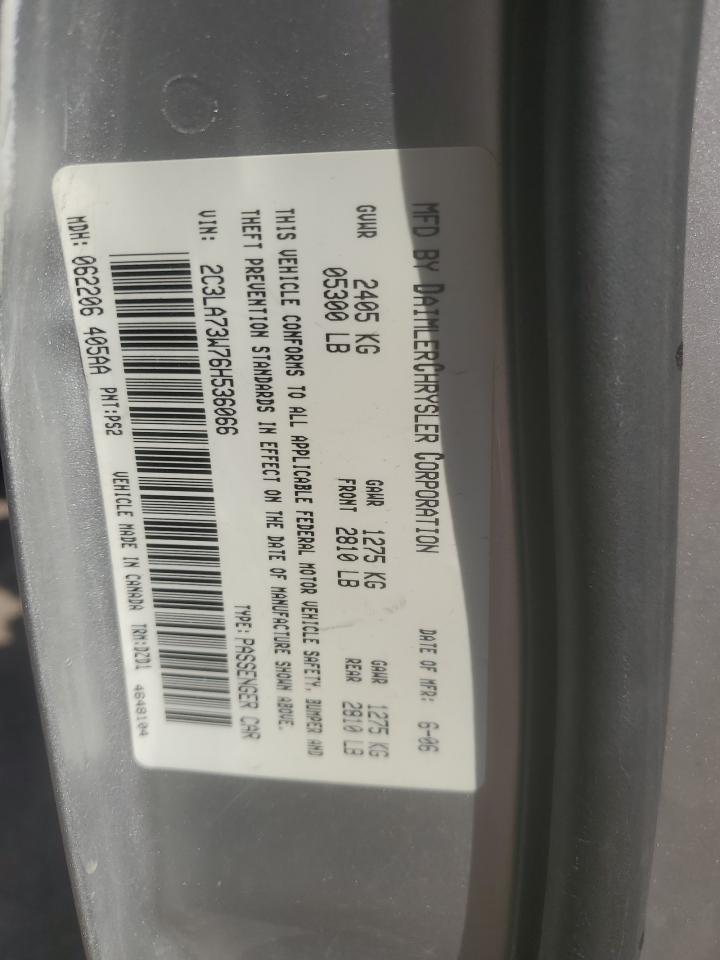 MFD BY DAIMLERCHRYSLER CORPORATION DATE OF MFR: 6-06
GVWR 2405 KG GAWR 1275 KG GAWR 1275 KG
05300 LB FRONT 2810 LB REAR 2810 LB
THIS VEHICLE CONFORMS TO ALL APPLICABLE FEDERAL MOTOR VEHICLE SAFETY, BUMPER AND
THEFT PREVENTION STANDARDS IN EFFECT ON THE DATE OF MANUFACTURE SHOWN ABOVE.
VIN: 2C3LA73W76H536066 TYPE: PASSENGER CAR
MDH: 062206 405AA PNT:PS2 VEHICLE MADE IN CANADA TRM:DZD1 4648104